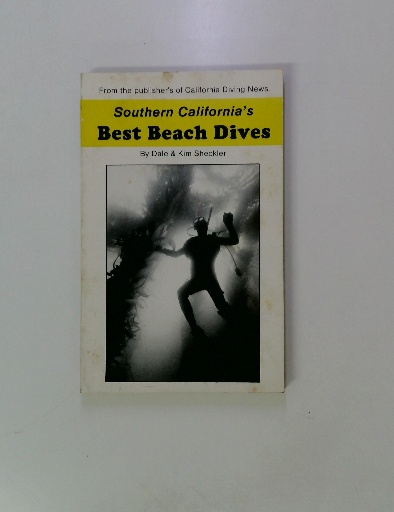 From the publisher's of California Diving News.
Southern California's
Best Beach Dives
By Dale & Kim Sheckler